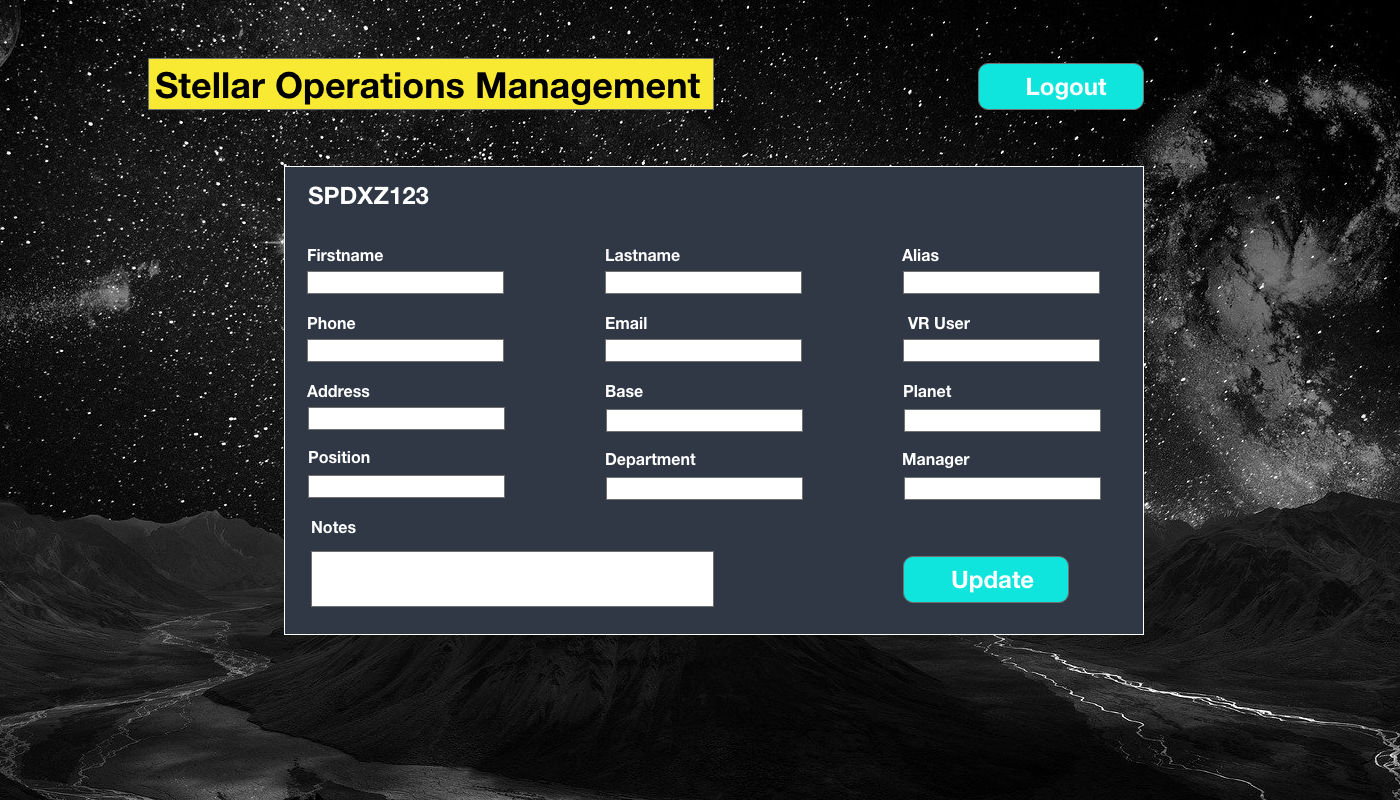 Stellar Operations Management
Logout
SPDXZ123
Firstname
Lastname
Alias
Phone
Email
VR User
Address
Base
Planet
Position
Department
Manager
Notes
Update